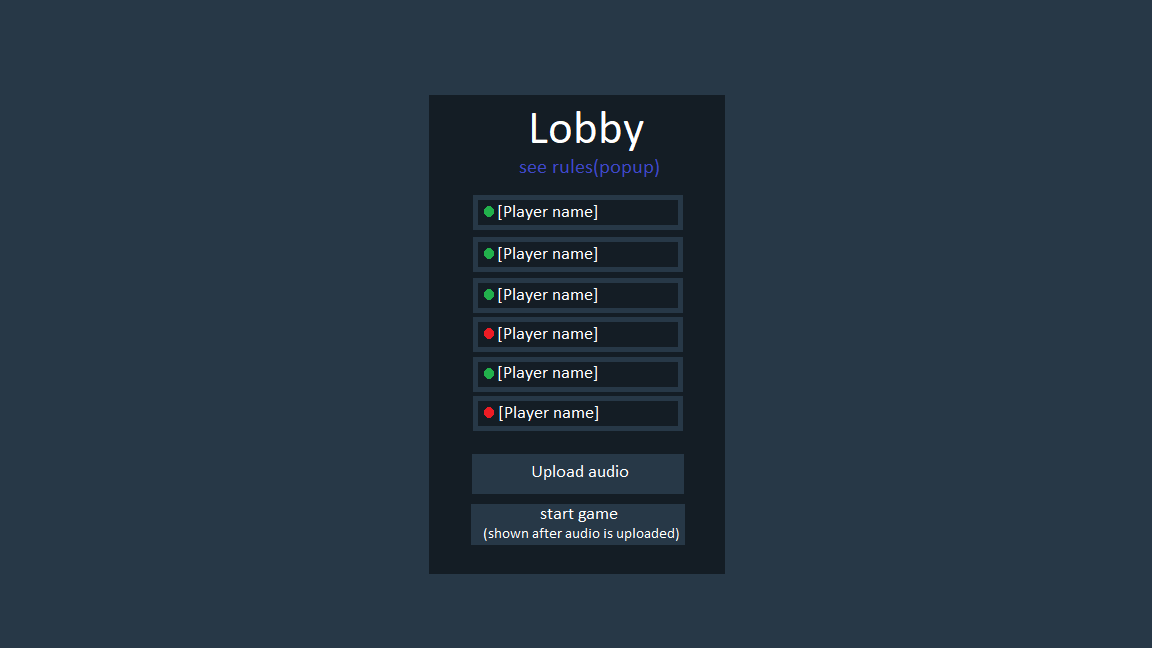 Lobby
see rules(popup)
[Player name]
[Player name]
[Player name]
[Player name]
[Player name]
[Player name]
Upload audio
start game
(shown after audio is uploaded)